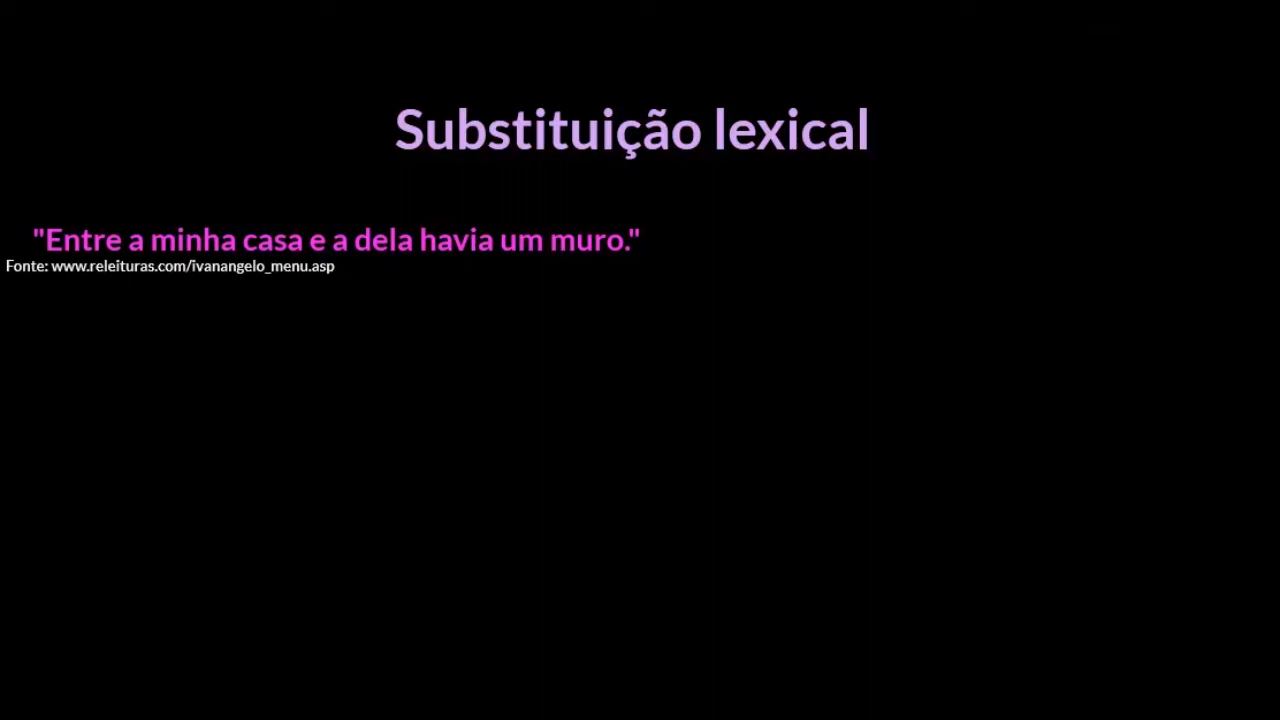 Substituição lexical
"Entre a minha casa e a dela havia um muro."
Fonte: www.releituras.com/ivanangelo_menu.asp